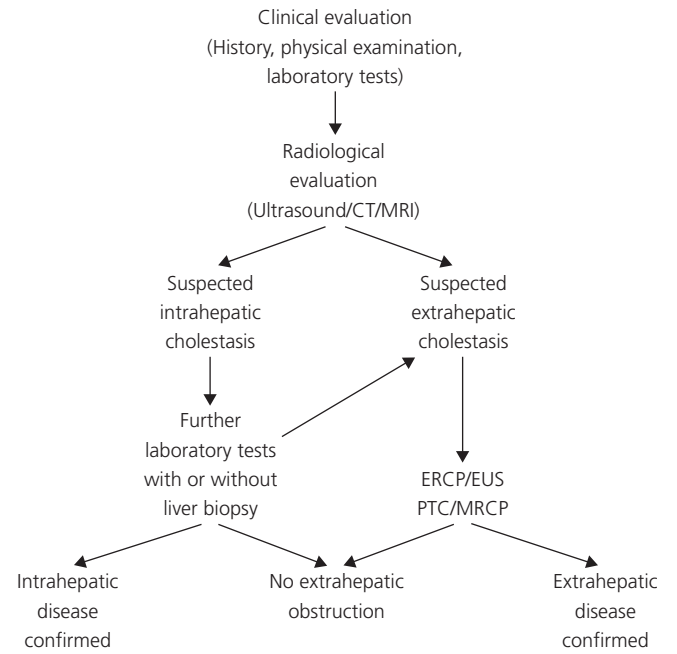 Clinical evaluation
(History, physical examination,
laboratory tests)
Radiological
evaluation
(Ultrasound/CT/MRI)
Suspected
intrahepatic
cholestasis
Suspected
extrahepatic
cholestasis
Further
laboratory tests
with or without
liver biopsy
ERCP/EUS
PTC/MRCP
Intrahepatic
disease
confirmed
No extrahepatic
obstruction
Extrahepatic
disease
confirmed